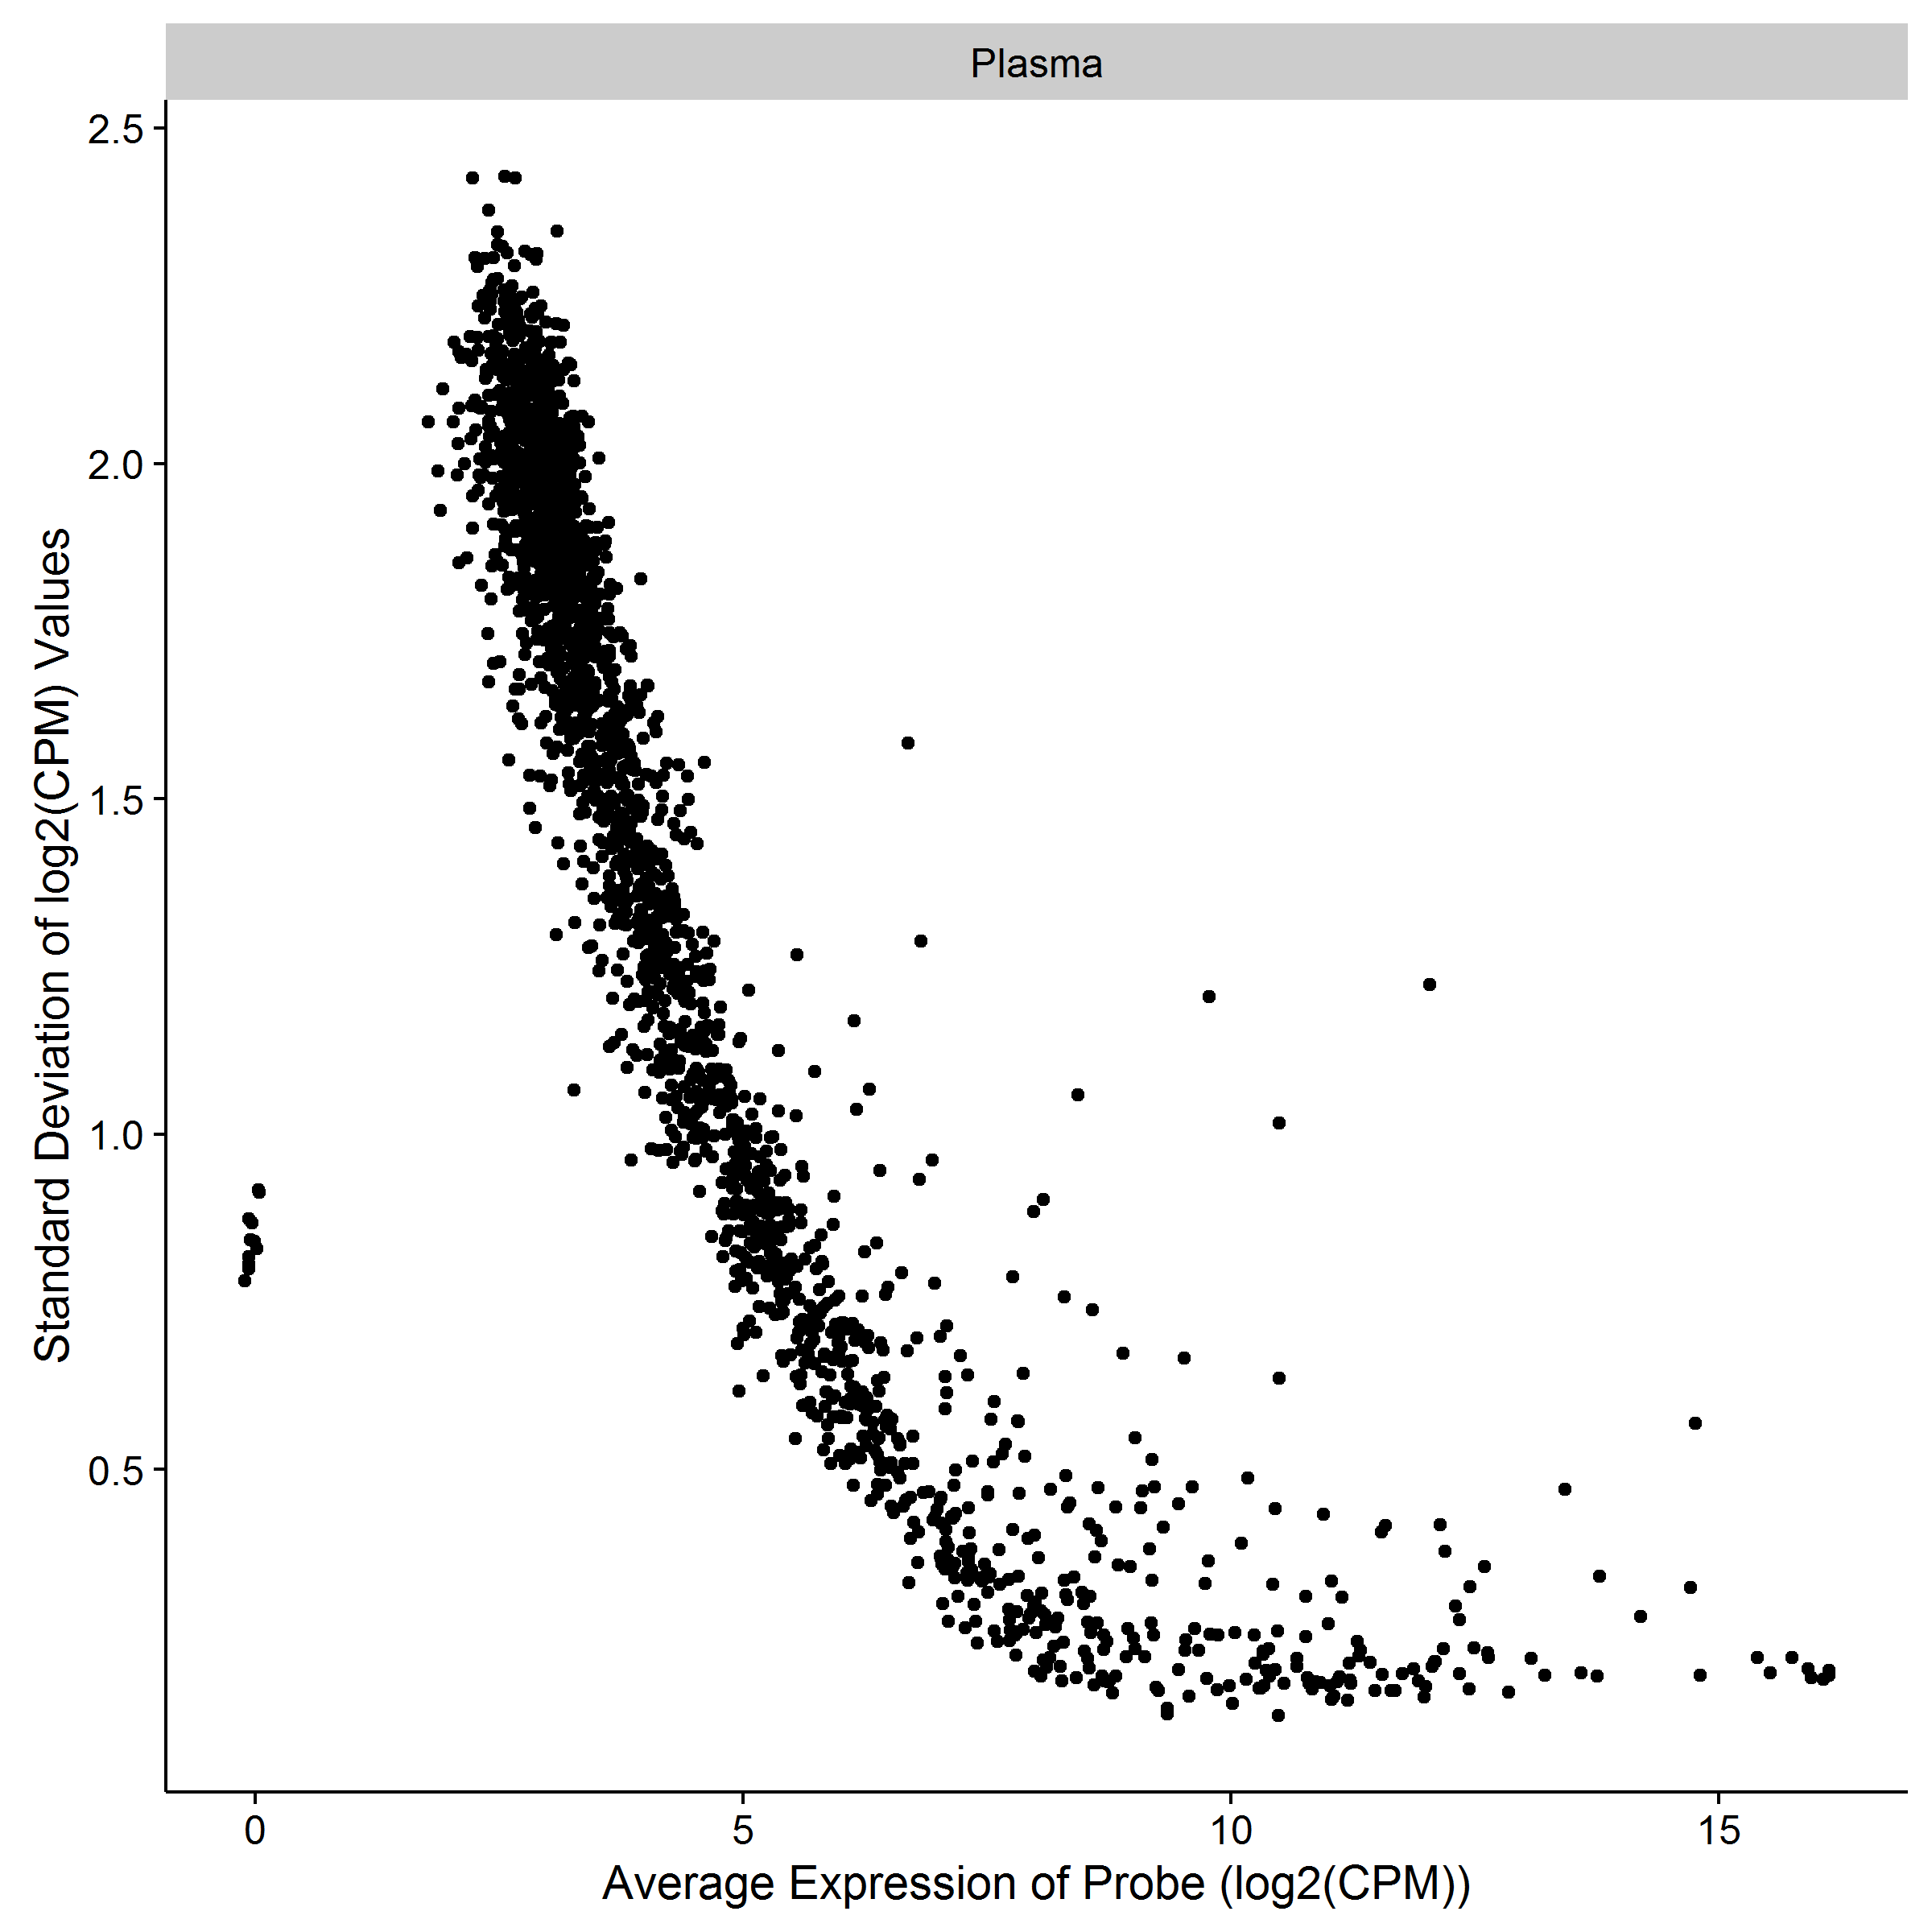 Plasma
2.5
2.0
1.5
1.0
0.5
Standard Deviation of log2(CPM) Values
0 5 10 15
Average Expression of Probe (log2(CPM))